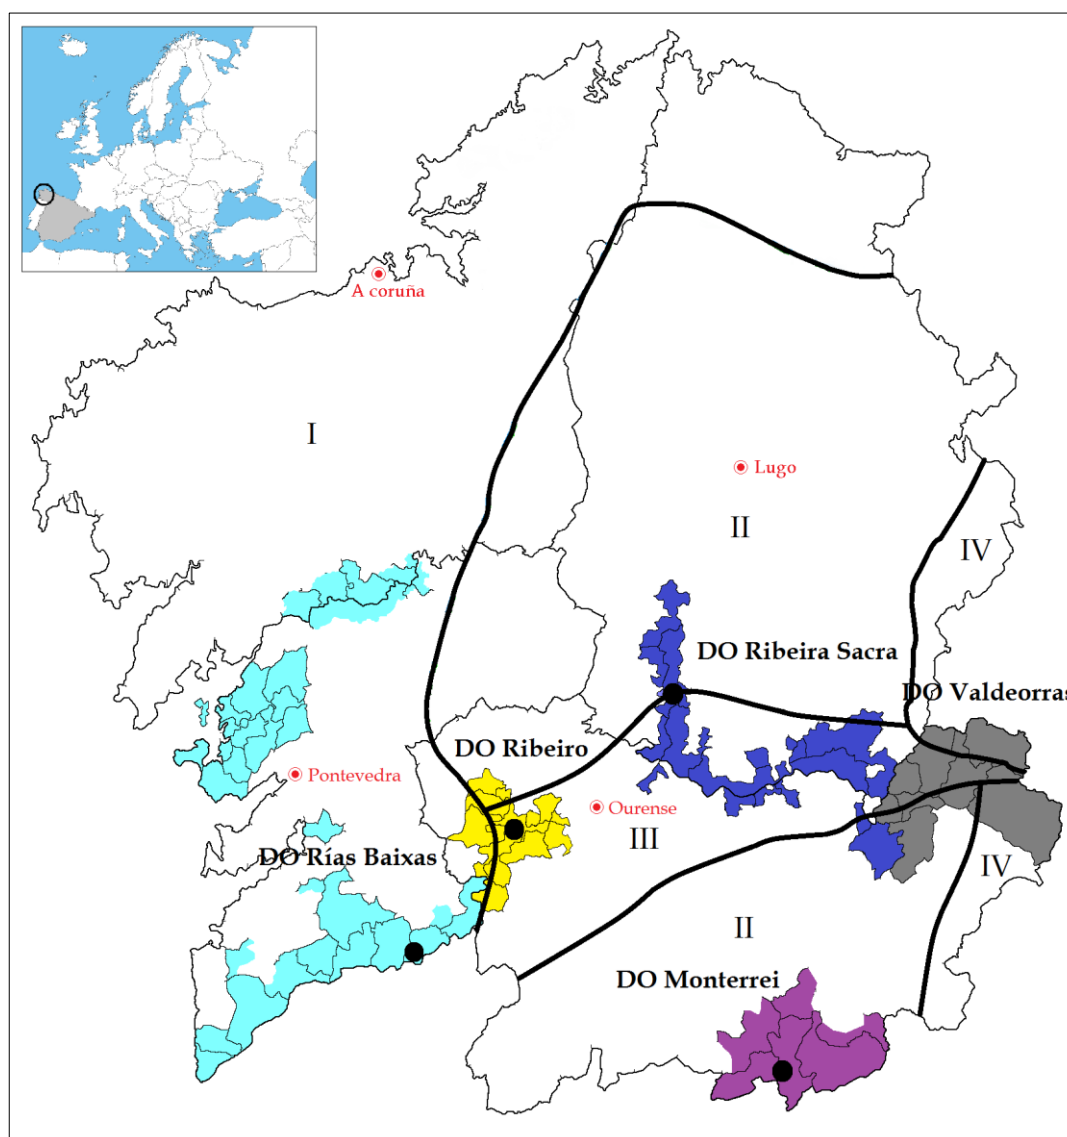 A coruña
I
Lugo
II
IV
DO Ribeira Sacra
DO Valdeorras
DO Ribeiro
Pontevedra
Ourense
III
DO Rías Baixas
IV
II
DO Monterrei